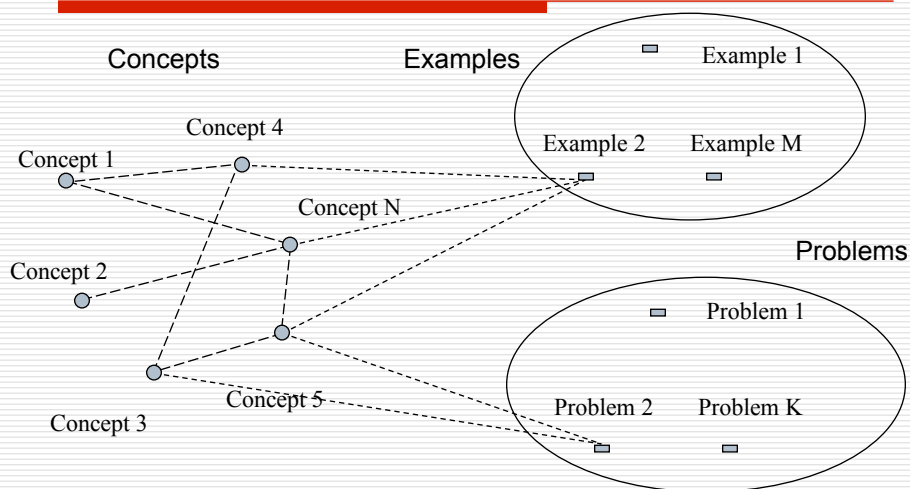 Concepts
Examples
Example 1
Concept 4
Example 2
Example M
Concept 1
Concept N
Problems
Concept 2
Problem 1
Concept 5
Problem 2
Problem K
Concept 3